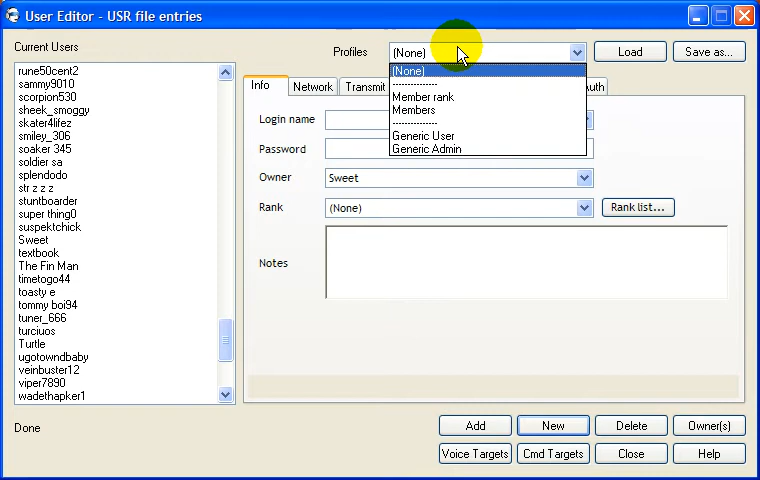 User Editor - USR file entries
Current Users
Profiles
(None)
Load
Save as...
(None)
---------------
Member rank
Members
---------------
Generic User
Generic Admin
rune50cent2
sammy9010
scorpion530
sheek_smoggy
skater4lifez
smiley_306
soaker 345
soldier sa
splendodo
str z z z
stuntboarder
super thing0
suspektchick
Sweet
textbook
The Fin Man
timetogo44
toasty e
tommy boi94
tuner_666
turciuos
Turtle
ugotowndbaby
veinbuster12
viper7890
wadethapker1
Info
Network
Transmit
Login name
Password
Owner
Sweet
Rank
(None)
Rank list...
Notes
Done
Add
New
Delete
Owner(s)
Voice Targets
Cmd Targets
Close
Help